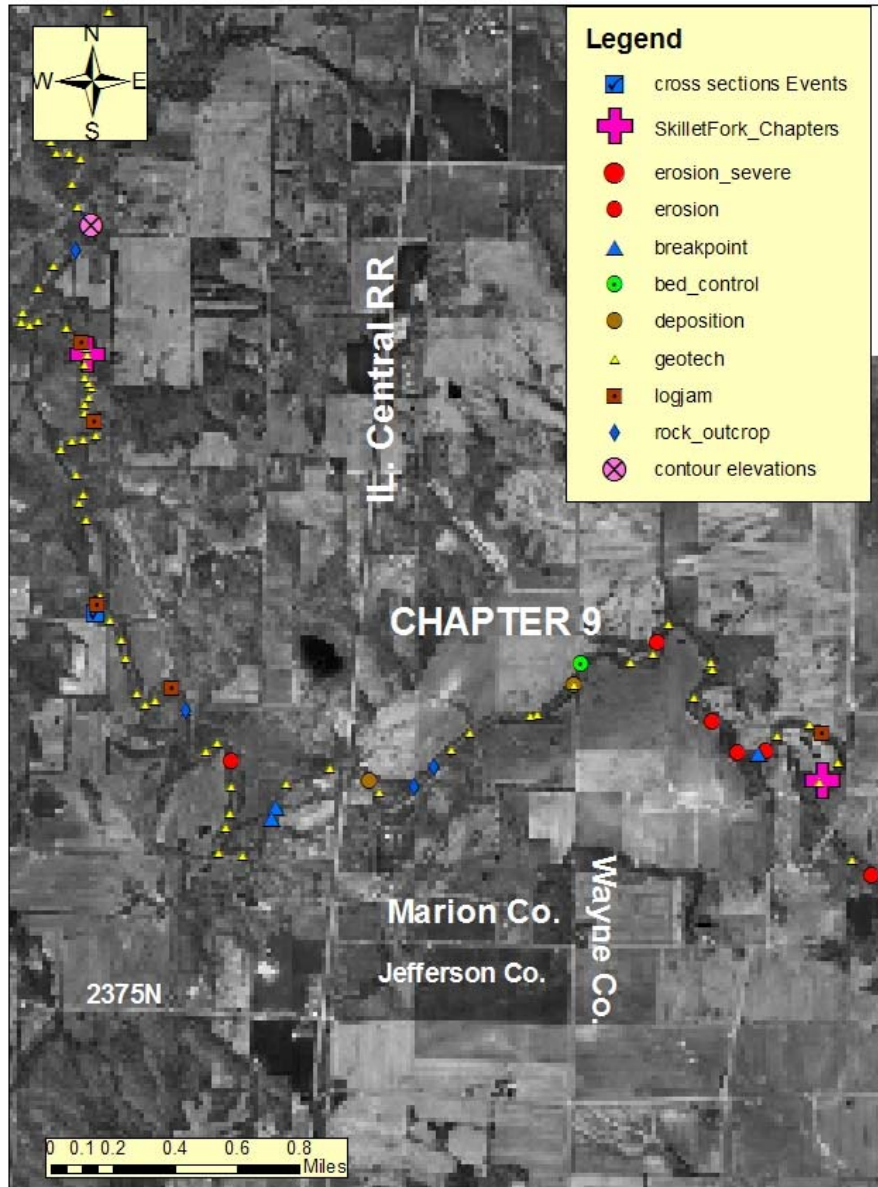 N
W E
S
Legend
cross sections Events
SkilletFork_Chapters
erosion_severe
erosion
breakpoint
bed_control
deposition
geotech
logjam
rock_outcrop
contour elevations
IL. Central RR
CHAPTER 9
Marion Co.
Wayne Co.
Jefferson Co.
2375N
0 0.1 0.2 0.4 0.6 0.8
Miles